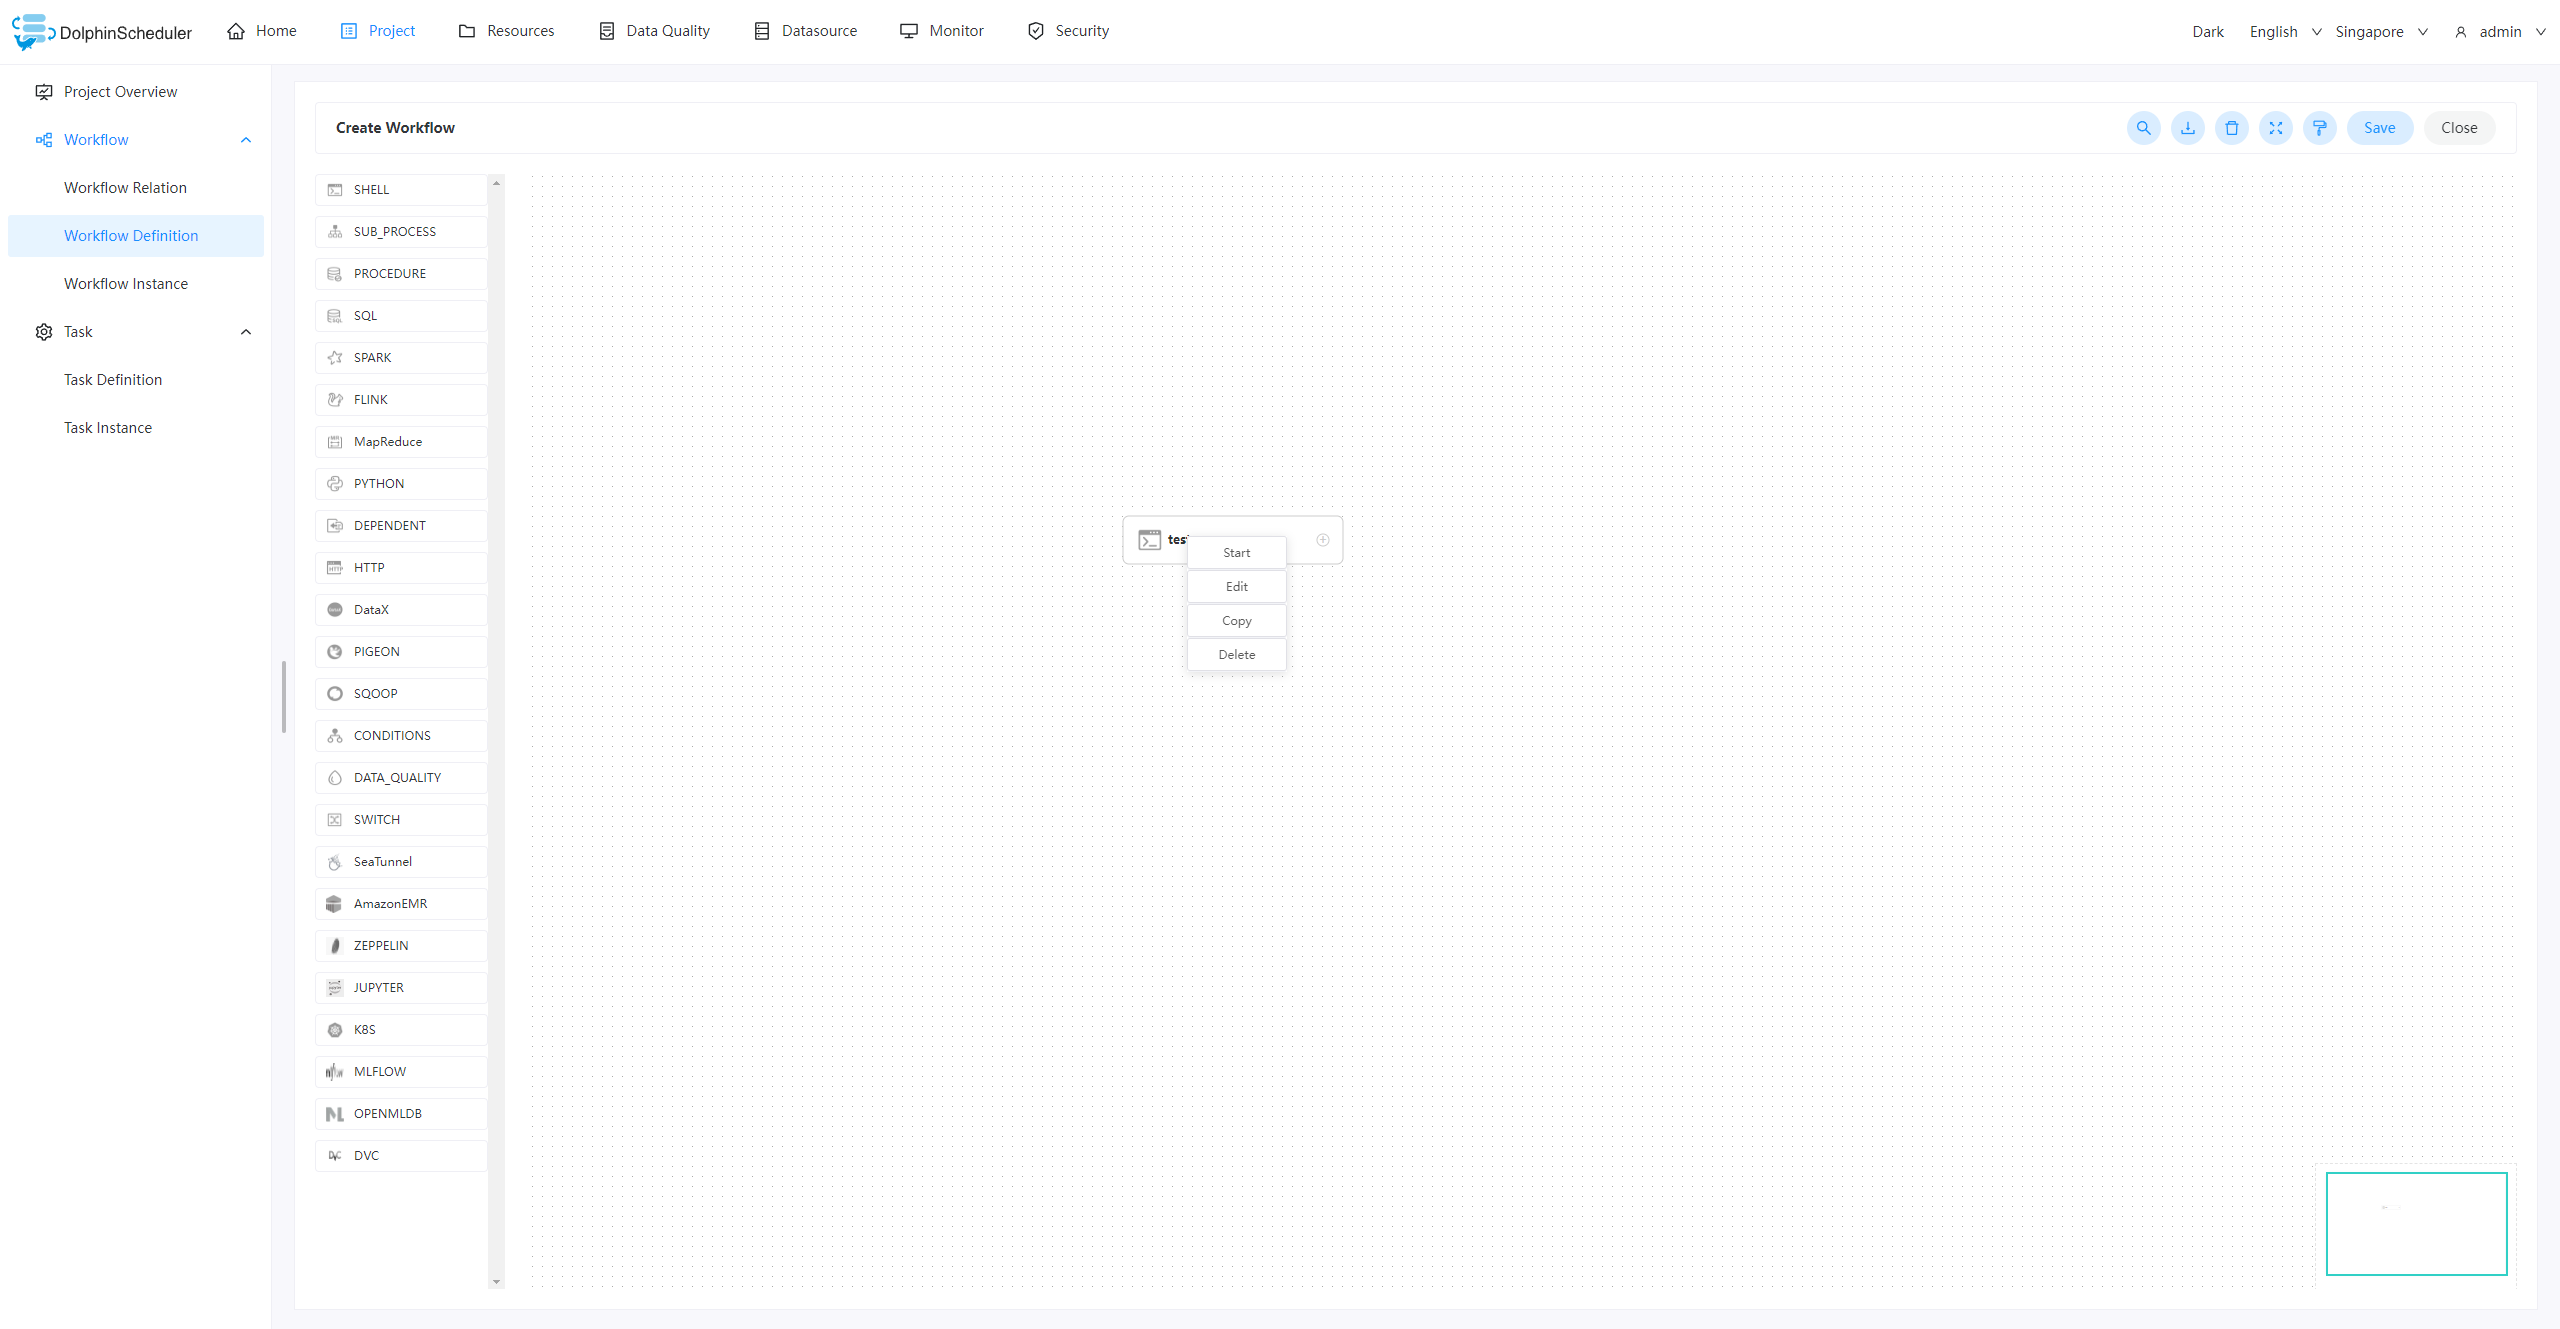 DolphinScheduler
Home
Project
Resources
Data Quality
Datasource
Monitor
Security
Dark
English
Singapore
admin
Project Overview
Workflow
Workflow Relation
Workflow Definition
Workflow Instance
Task
Task Definition
Task Instance
Create Workflow
Save
Close
SHELL
SUB_PROCESS
PROCEDURE
SQL
SPARK
FLINK
MapReduce
PYTHON
DEPENDENT
HTTP
DataX
PIGEON
SQOOP
CONDITIONS
DATA_QUALITY
SWITCH
SeaTunnel
AmazonEMR
ZEPPELIN
JUPYTER
K8S
MLFLOW
OPENMLDB
DVC
Start
Edit
Copy
Delete